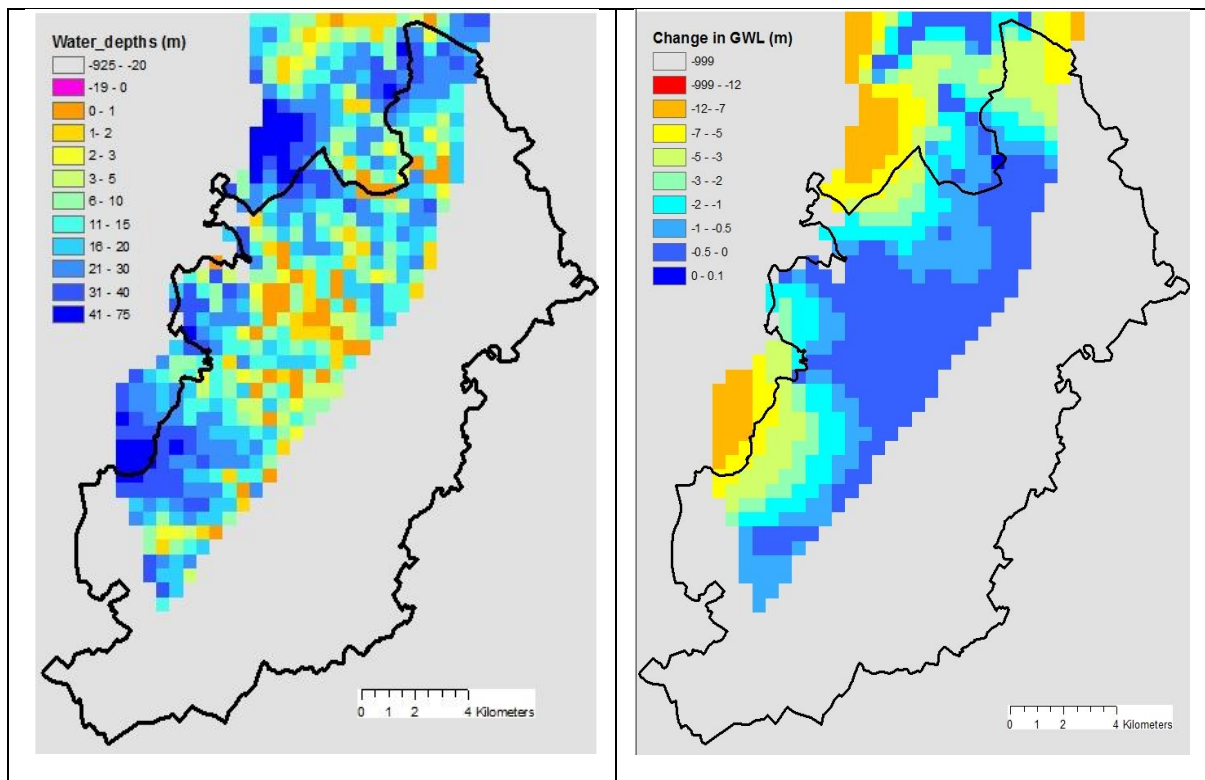 Water_depths (m)
-925 - -20
-19 - 0
0 - 1
1- 2
2 - 3
3 - 5
6 - 10
11 - 15
16 - 20
21 - 30
31 - 40
41 - 75
0 1 2 4 Kilometers
Change in GWL (m)
-999
-999 - -12
-12 - -7
-7 - -5
-5 - -3
-3 - -2
-2 - -1
-1 - -0.5
-0.5 - 0
0 - 0.1
0 1 2 4 Kilometers